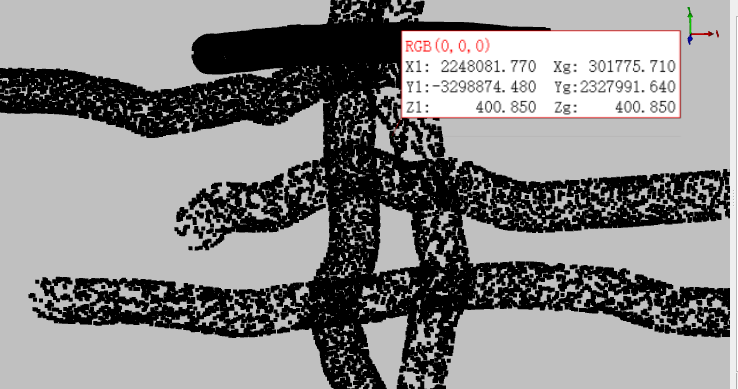 RGB(0,0,0)
X1: 2248081.770 Xg: 301775.710
Y1:-3298874.480 Yg:2327991.640
Z1: 400.850 Zg: 400.850